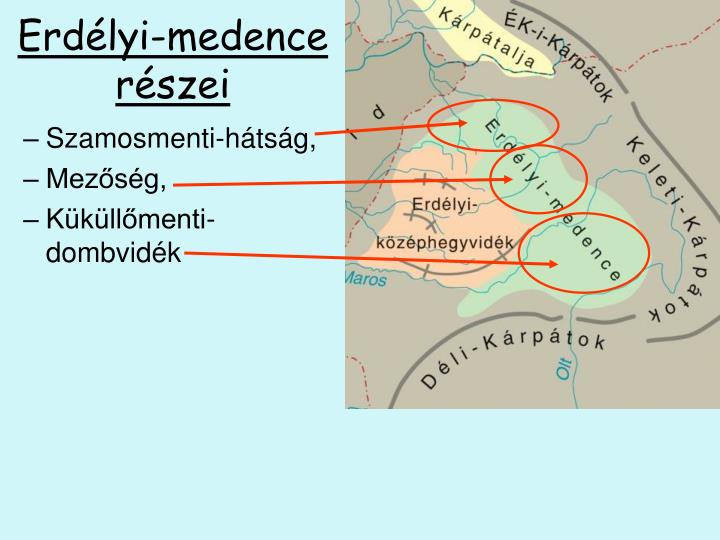 Erdélyi-medence
részei
– Szamosmenti-hátság,
– Mezőség,
– Küküllőmenti-
dombvidék
Kárpátalja
ÉK-i-Kárpátok
l d
Erdélyi-medence
Keleti-Kárpátok
Erdélyi-
középhegyvidék
Maros
Déli-Kárpátok
Olt